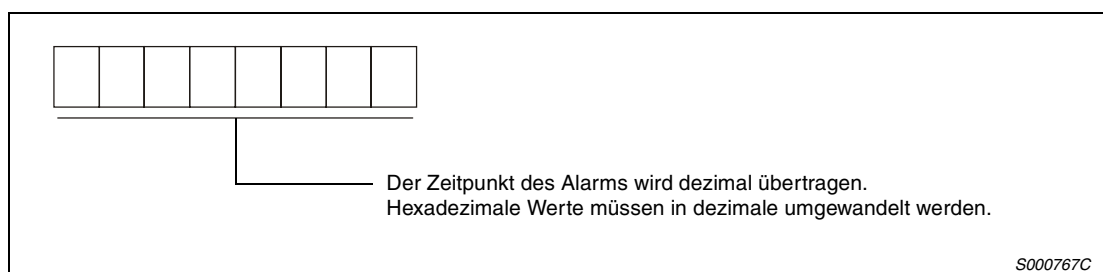 Der Zeitpunkt des Alarms wird dezimal übertragen.
Hexadezimale Werte müssen in dezimale umgewandelt werden.
S000767C